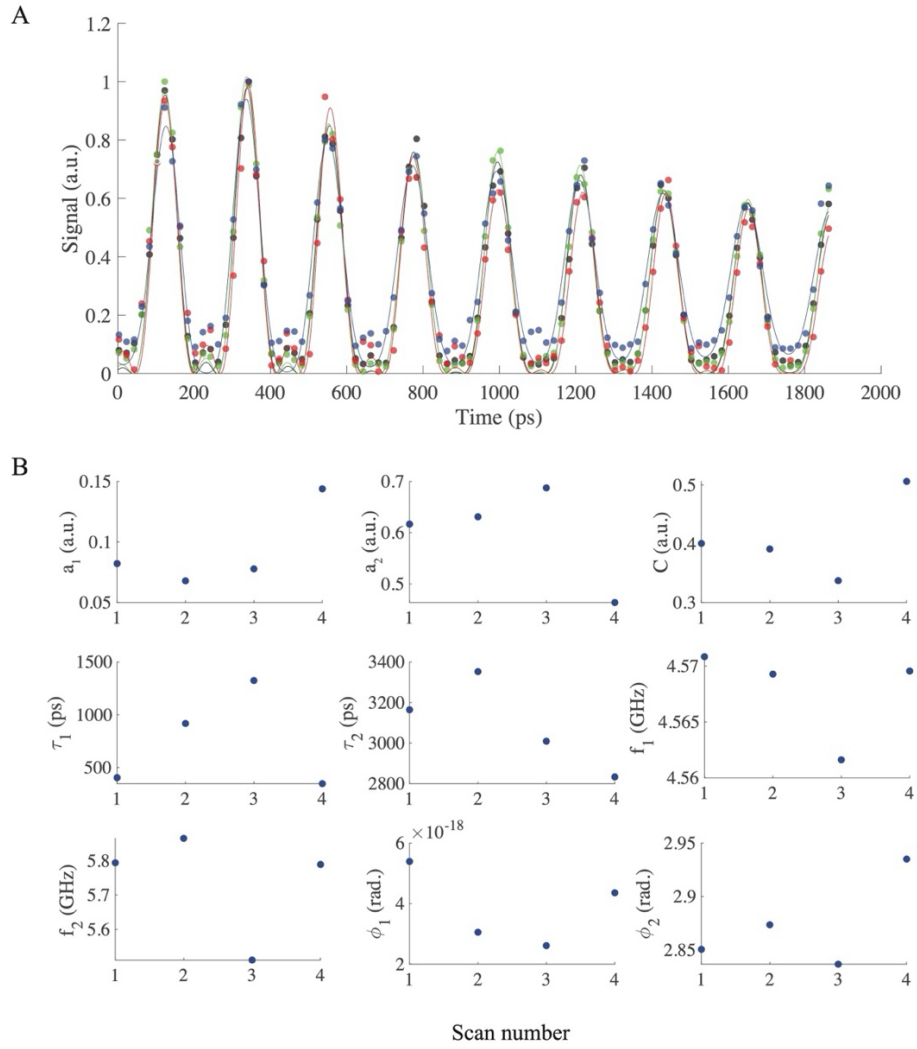 A
1.2
1
0.8
0.6
0.4
0.2
0
Signal (a.u.)
0 200 400 600 800 1000 1200 1400 1600 1800 2000
Time (ps)
B
0.15
0.1
0.05
a₁ (a.u.)
1 2 3 4
0.7
0.6
0.5
a₂ (a.u.)
1 2 3 4
0.5
0.4
0.3
C (a.u.)
1 2 3 4
1500
1000
500
τ₁ (ps)
1 2 3 4
3400
3200
3000
2800
τ₂ (ps)
1 2 3 4
4.57
4.565
4.56
f₁ (GHz)
1 2 3 4
5.8
5.7
5.6
f₂ (GHz)
1 2 3 4
×10⁻¹⁸
6
4
2
ϕ₁ (rad.)
1 2 3 4
2.95
2.9
2.85
ϕ₂ (rad.)
1 2 3 4
Scan number